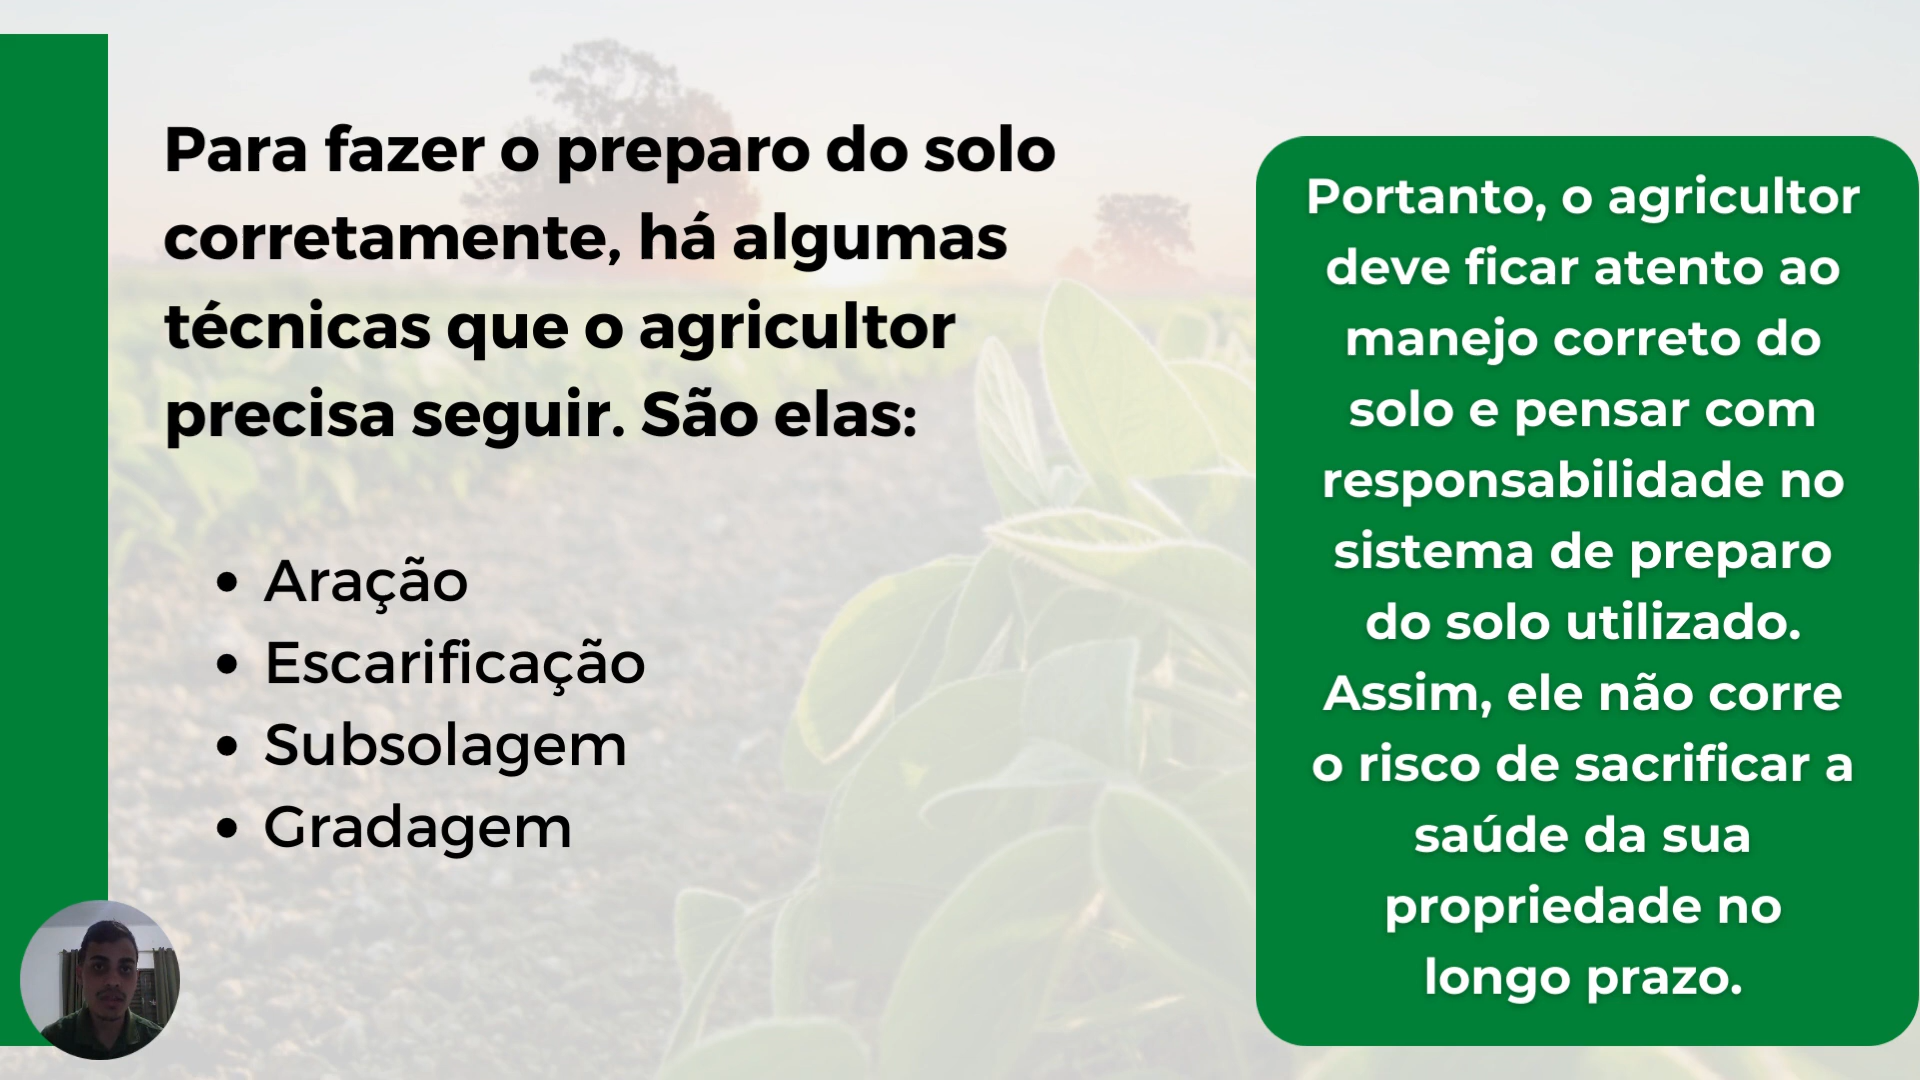 Para fazer o preparo do solo
corretamente, há algumas
técnicas que o agricultor
precisa seguir. São elas:
• Aração
• Escarificação
• Subsolagem
• Gradagem
Portanto, o agricultor
deve ficar atento ao
manejo correto do
solo e pensar com
responsabilidade no
sistema de preparo
do solo utilizado.
Assim, ele não corre
o risco de sacrificar a
saúde da sua
propriedade no
longo prazo.